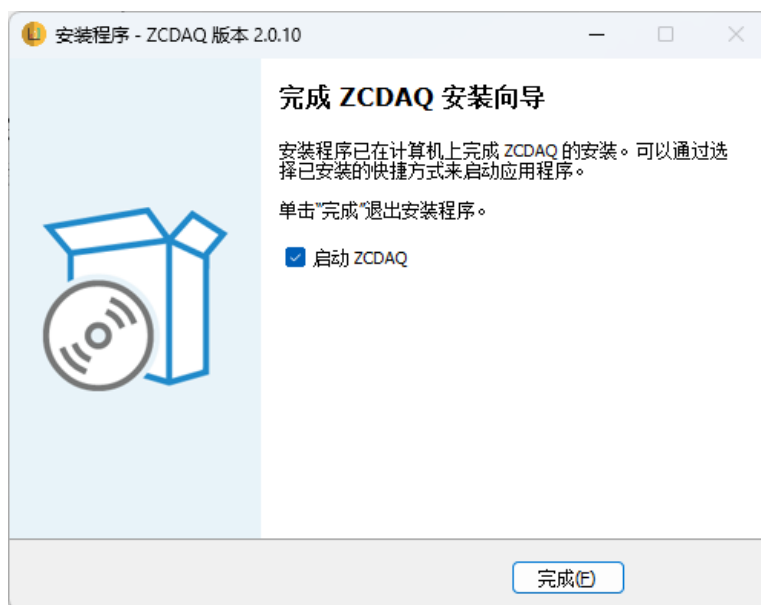 安装程序 - ZCDAQ 版本 2.0.10
完成 ZCDAQ 安装向导
安装程序已在计算机上完成 ZCDAQ 的安装。可以通过选
择已安装的快捷方式来启动应用程序。
单击"完成"退出安装程序。
启动 ZCDAQ
完成(F)